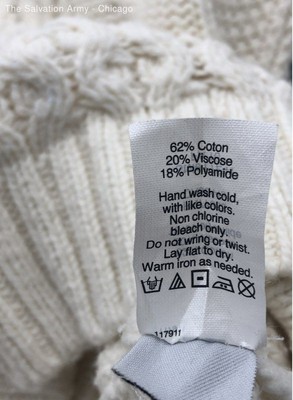 The Salvation Army - Chicago
62% Coton
20% Viscose
18% Polyamide
Hand wash cold,
with like colors.
Non chlorine
bleach only.
Do not wring or twist.
Lay flat to dry.
Warm iron as needed.
117911